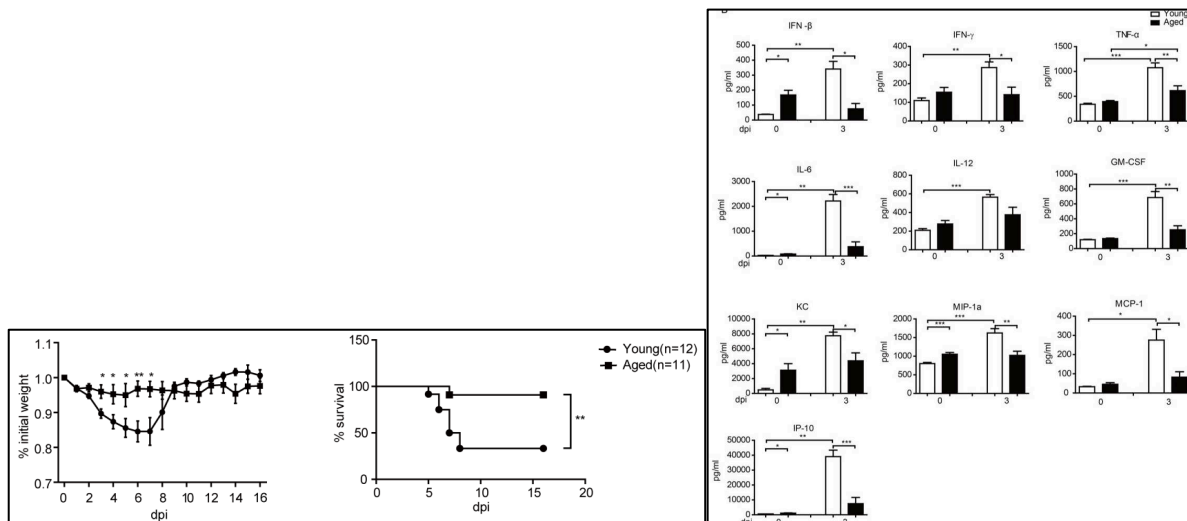 1.1
1.0
0.9
0.8
0.7
% initial weight
* * * ** *
0 2 4 6 8 10 12 14 16
dpi
150
100
50
0
% survival
Young(n=12)
Aged(n=11)
**
0 5 10 15 20
dpi
Young
Aged
IFN -β
500
400
300
200
100
0
pg/ml
**
* *
dpi 0 3
IFN-γ
400
300
200
100
0
pg/ml
**
*
0 3
TNF-α
1500
1000
500
0
pg/ml
*
*** **
0 3
IL-6
3000
2000
1000
0
pg/ml
** ***
*
dpi 0 3
IL-12
800
600
400
200
0
pg/ml
***
0 3
GM-CSF
1000
800
600
400
200
0
pg/ml
*** **
0 3
KC
10000
8000
6000
4000
2000
0
pg/ml
**
* *
0 3
MIP-1a
2000
1500
1000
500
0
pg/ml
***
*** **
0 3
MCP-1
400
300
200
100
0
pg/ml
*
*
0 3
IP-10
50000
40000
30000
20000
10000
0
pg/ml
**
* ***
dpi 0 3